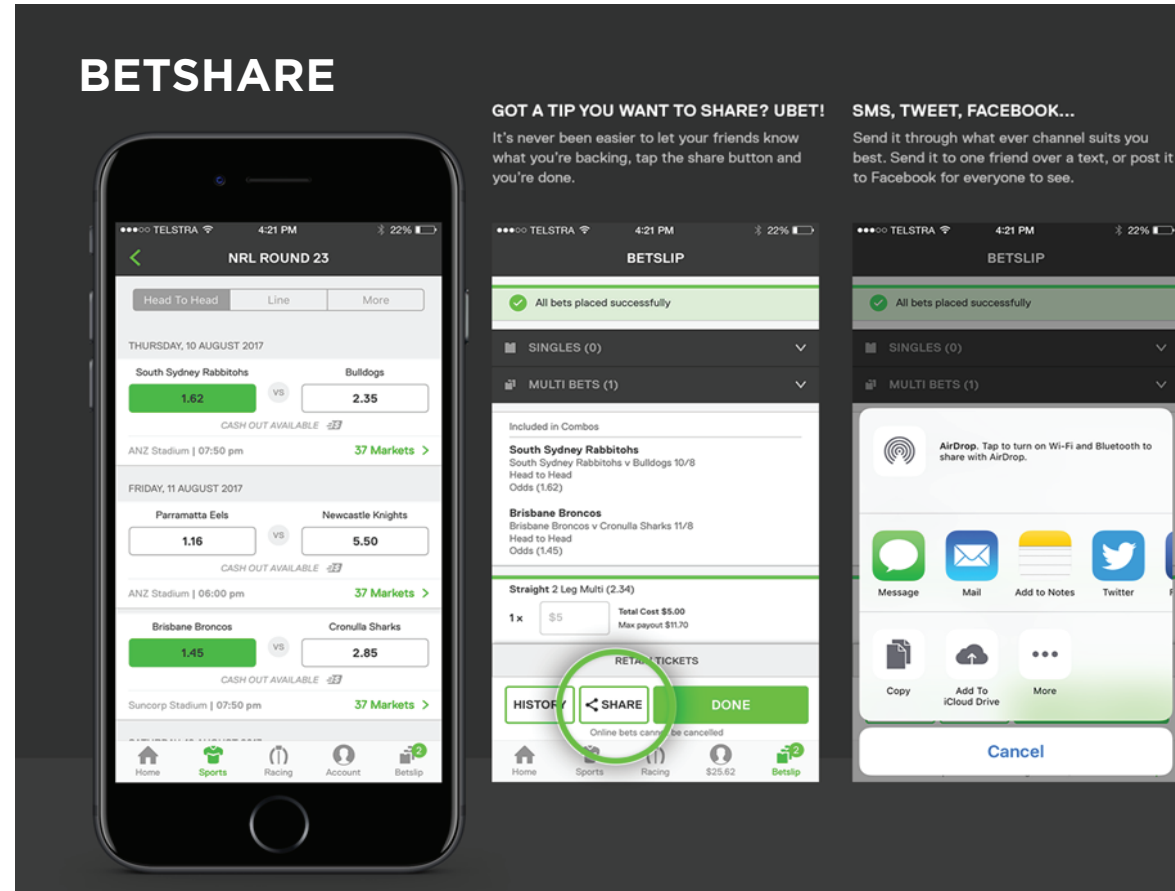 BETSHARE
GOT A TIP YOU WANT TO SHARE? UBET!
It's never been easier to let your friends know
what you're backing, tap the share button and
you're done.
SMS, TWEET, FACEBOOK...
Send it through what ever channel suits you
best. Send it to one friend over a text, or post it
to Facebook for everyone to see.
TELSTRA 4:21 PM 22%
NRL ROUND 23
Head To Head Line More
THURSDAY, 10 AUGUST 2017
South Sydney Rabbitohs Bulldogs
1.62 VS 2.35
CASH OUT AVAILABLE
ANZ Stadium | 07:50 pm 37 Markets >
FRIDAY, 11 AUGUST 2017
Parramatta Eels Newcastle Knights
1.16 VS 5.50
CASH OUT AVAILABLE
ANZ Stadium | 06:00 pm 37 Markets >
Brisbane Broncos Cronulla Sharks
1.45 VS 2.85
CASH OUT AVAILABLE
Suncorp Stadium | 07:50 pm 37 Markets >
2
Home Sports Racing Account Betslip
TELSTRA 4:21 PM 22%
BETSLIP
All bets placed successfully
SINGLES (0)
MULTI BETS (1)
Included in Combos
South Sydney Rabbitohs
South Sydney Rabbitohs v Bulldogs 10/8
Head to Head
Odds (1.62)
Brisbane Broncos
Brisbane Broncos v Cronulla Sharks 11/8
Head to Head
Odds (1.45)
Straight 2 Leg Multi (2.34)
1 x $5 Total Cost $5.00
Max payout $11.70
RETAIN TICKETS
HISTORY SHARE DONE
Online bets cannot be cancelled
2
Home Sports Racing $25.62 Betslip
TELSTRA 4:21 PM 22%
BETSLIP
All bets placed successfully
SINGLES (0)
MULTI BETS (1)
AirDrop. Tap to turn on Wi-Fi and Bluetooth to
share with AirDrop.
Message Mail Add to Notes Twitter
Copy Add To More
iCloud Drive
Cancel